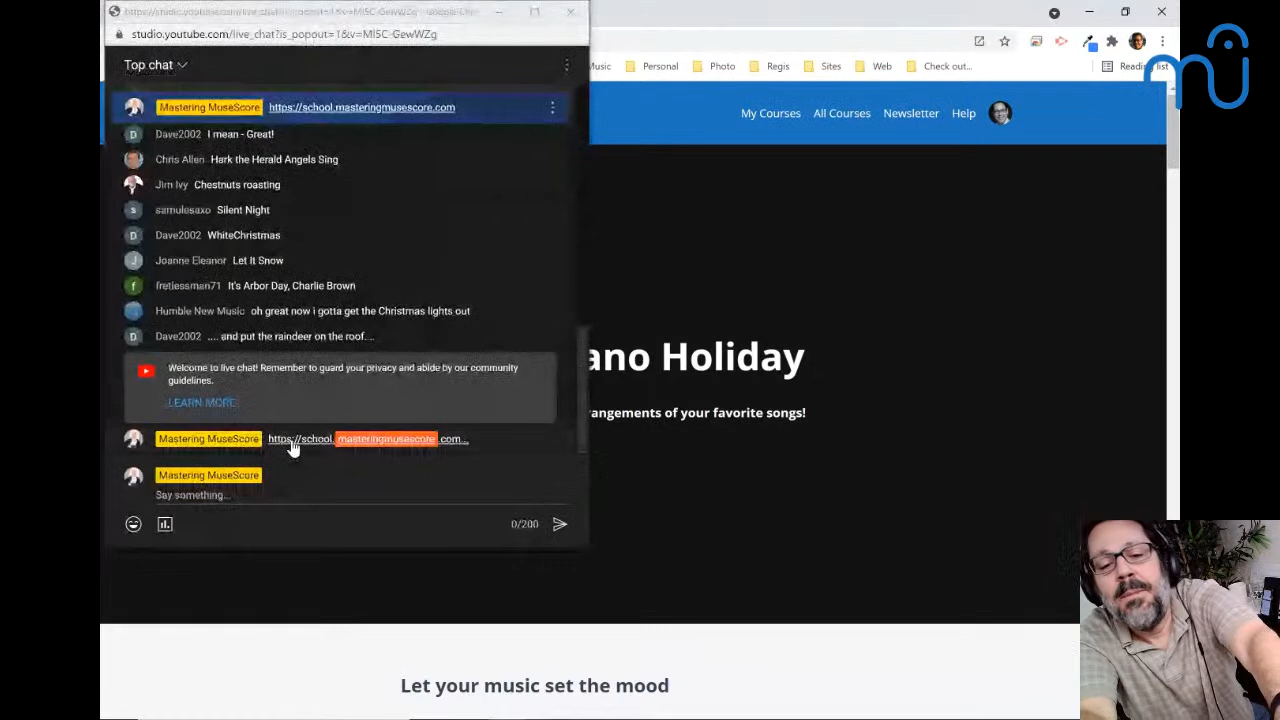 studio.youtube.com/live_chat?is_popout=1&v=MI5C-GewWZg
Music Personal Photo Regis Sites Web Check out... Reading list
Top chat
My Courses All Courses Newsletter Help
Mastering MuseScore https://school.masteringmusescore.com
Dave2002 I mean - Great!
Chris Allen Hark the Herald Angels Sing
Jim Ivy Chestnuts roasting
samulesaxo Silent Night
Dave2002 WhiteChristmas
Joanne Eleanor Let It Snow
fretlessman71 It's Arbor Day, Charlie Brown
Humble New Music oh great now i gotta get the Christmas lights out
Dave2002 .... and put the raindeer on the roof....
Welcome to live chat! Remember to guard your privacy and abide by our community
guidelines.
LEARN MORE
Mastering MuseScore https://school.masteringmusescore.com...
Mastering MuseScore
Say something...
0/200
ano Holiday
rangements of your favorite songs!
Let your music set the mood